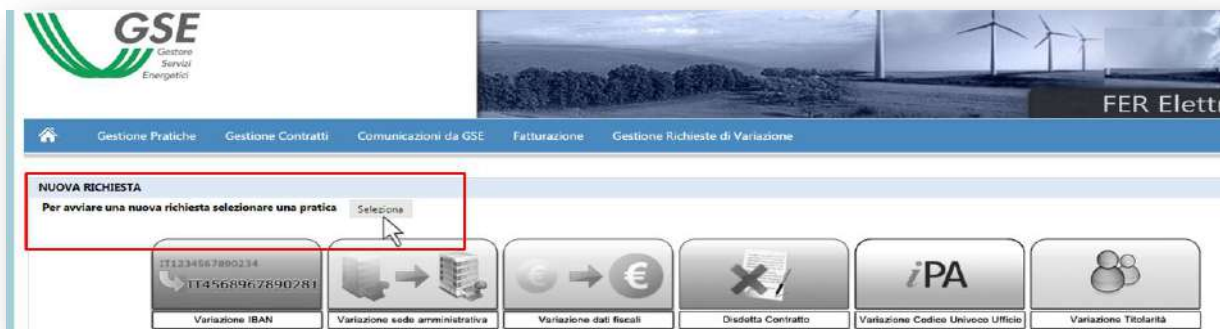 GSE
Gestore
Servizi
Energetici
FER Elett
Gestione Pratiche Gestione Contratti Comunicazioni da GSE Fatturazione Gestione Richieste di Variazione
NUOVA RICHIESTA
Per avviare una nuova richiesta selezionare una pratica Seleziona
IT1234567890234
IT4568967890281
iPA
Variazione IBAN Variazione sede amministrativa Variazione dati fiscali Disdetta Contratto Variazione Codice Univoco Ufficio Variazione Titolarità